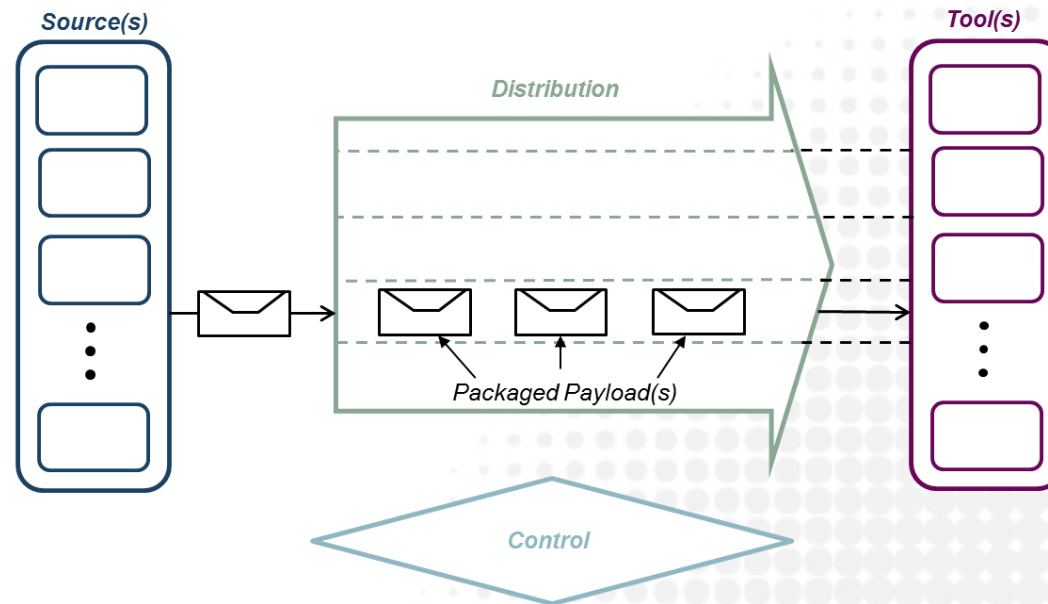 Source(s)
Tool(s)
Distribution
Packaged Payload(s)
Control